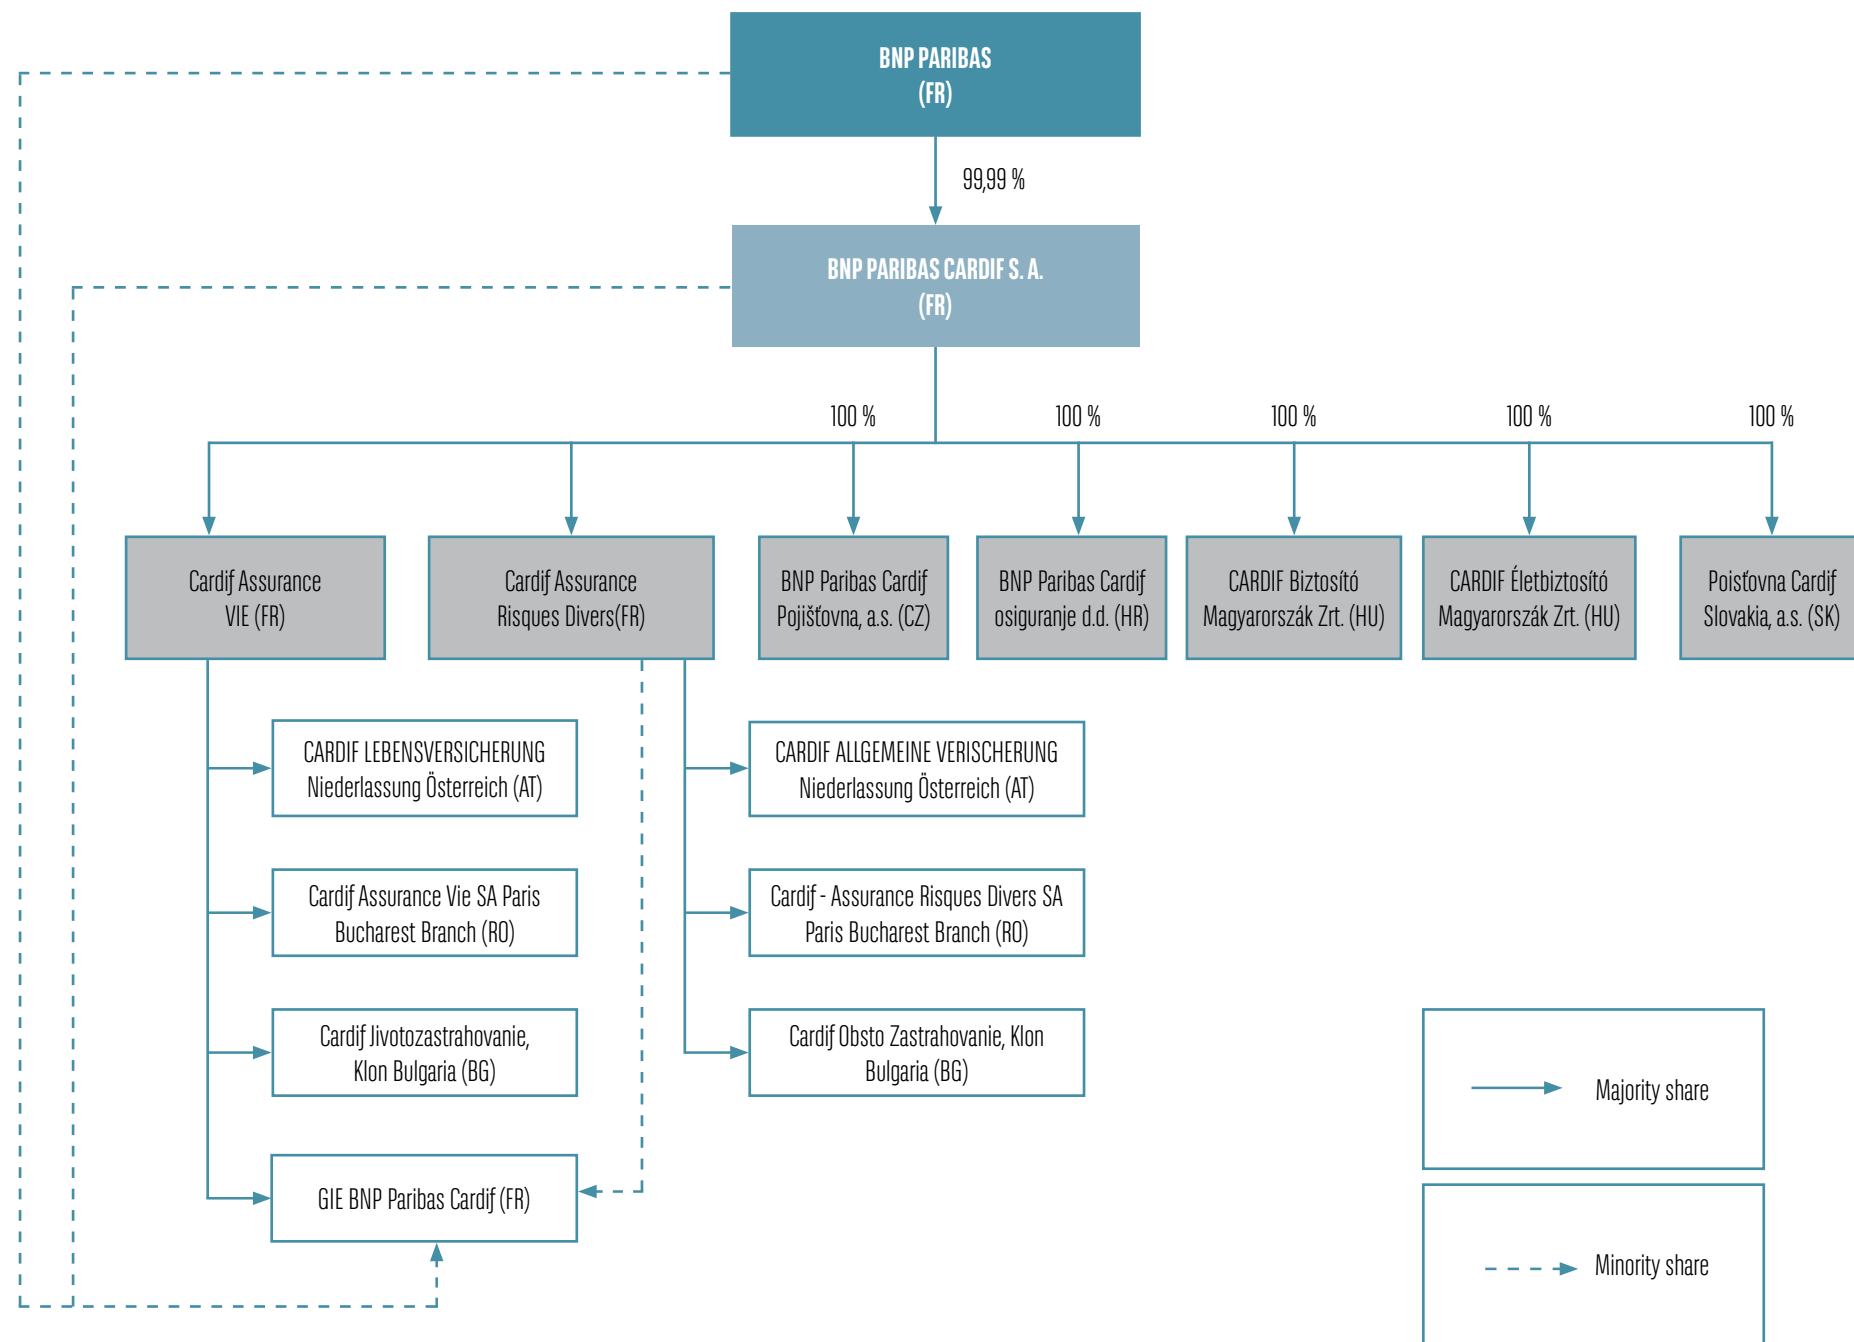 BNP PARIBAS
(FR)
99,99 %
BNP PARIBAS CARDIF S. A.
(FR)
100 %
100 %
100 %
100 %
100 %
Cardif Assurance
VIE (FR)
Cardif Assurance
Risques Divers(FR)
BNP Paribas Cardif
Pojišťovna, a.s. (CZ)
BNP Paribas Cardif
osiguranje d.d. (HR)
CARDIF Biztosító
Magyarorszák Zrt. (HU)
CARDIF Életbiztosító
Magyarorszák Zrt. (HU)
Poisťovna Cardif
Slovakia, a.s. (SK)
CARDIF LEBENSVERSICHERUNG
Niederlassung Österreich (AT)
CARDIF ALLGEMEINE VERISCHERUNG
Niederlassung Österreich (AT)
Cardif Assurance Vie SA Paris
Bucharest Branch (RO)
Cardif - Assurance Risques Divers SA
Paris Bucharest Branch (RO)
Cardif Jivotozastrahovanie,
Klon Bulgaria (BG)
Cardif Obsto Zastrahovanie, Klon
Bulgaria (BG)
GIE BNP Paribas Cardif (FR)
Majority share
Minority share